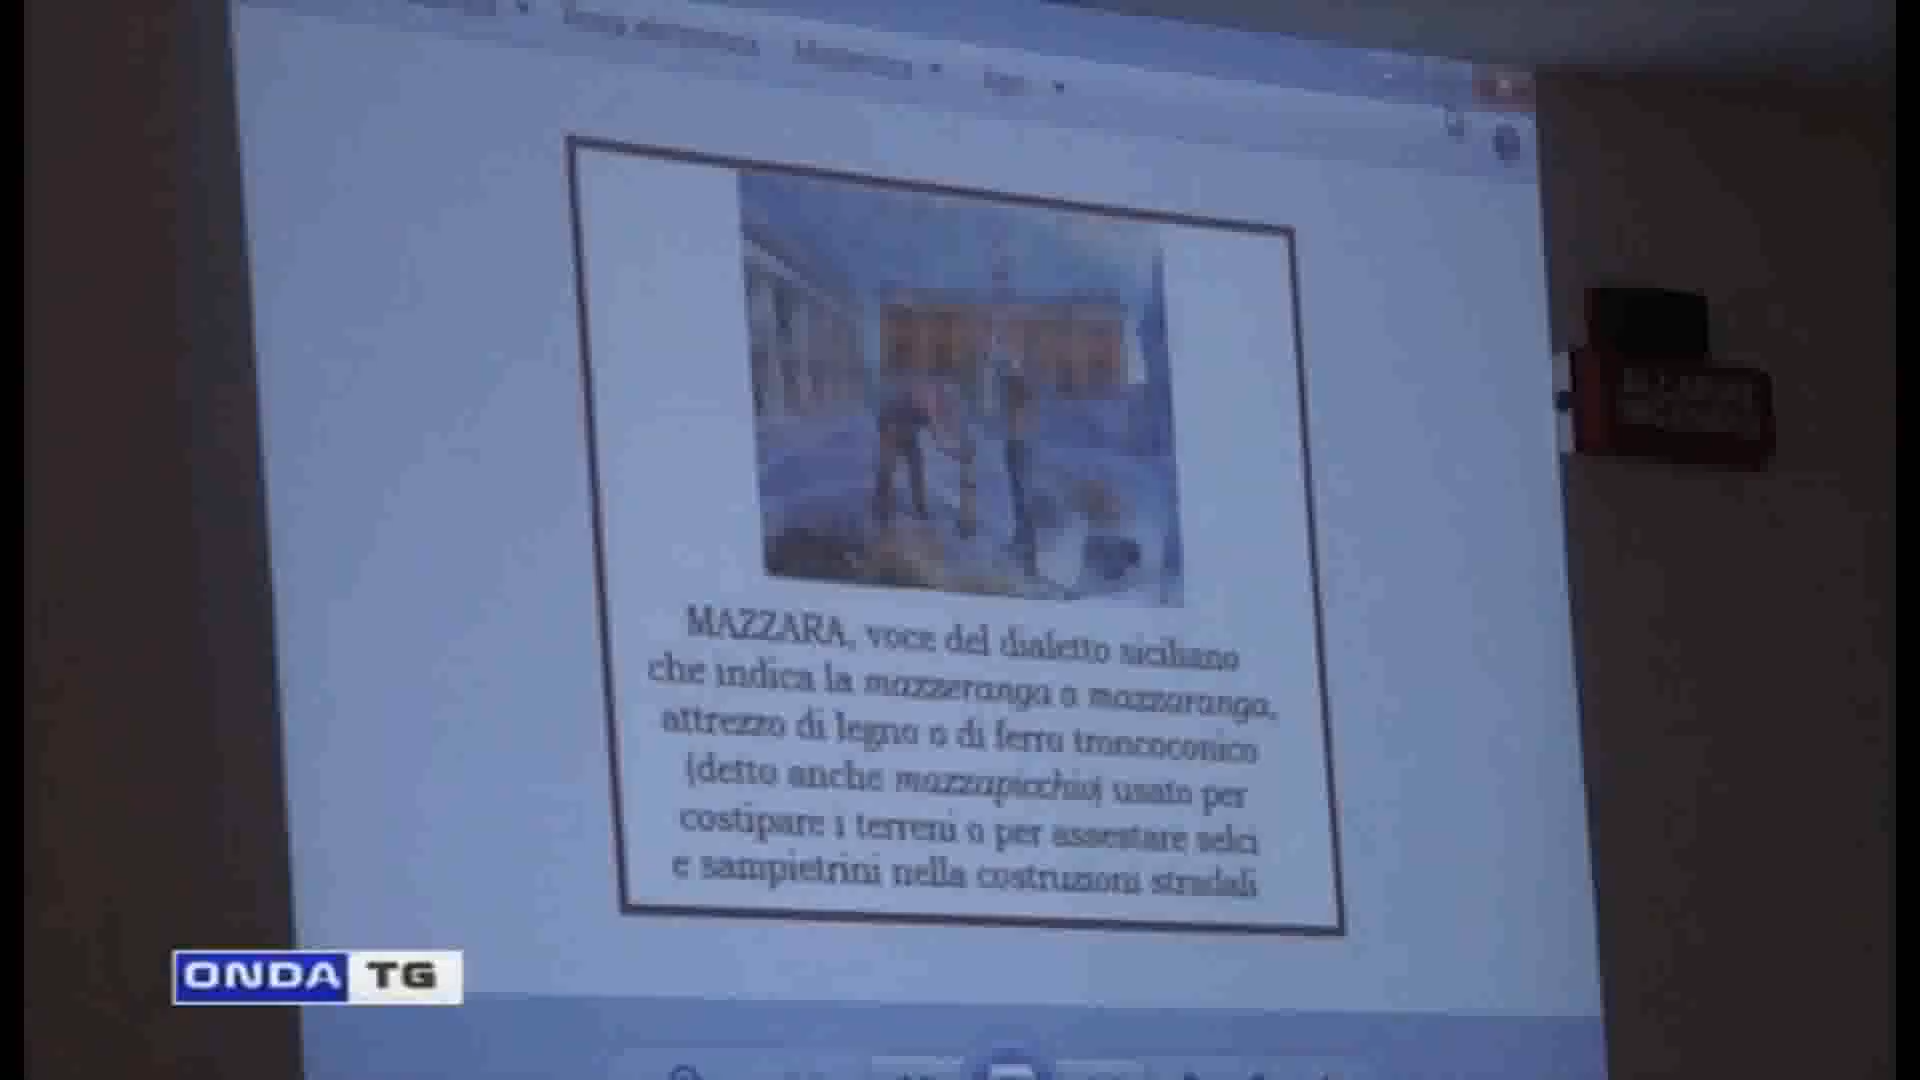 MAZZARA, voce del dialetto siciliano
che indica la mazzeranga o mazzaranga,
attrezzo di legno o di ferro troncoconico
(detto anche mazzapicchio) usato per
costipare i terreni o per assestare selci
e sampietrini nella costruzioni stradali
ONDA TG